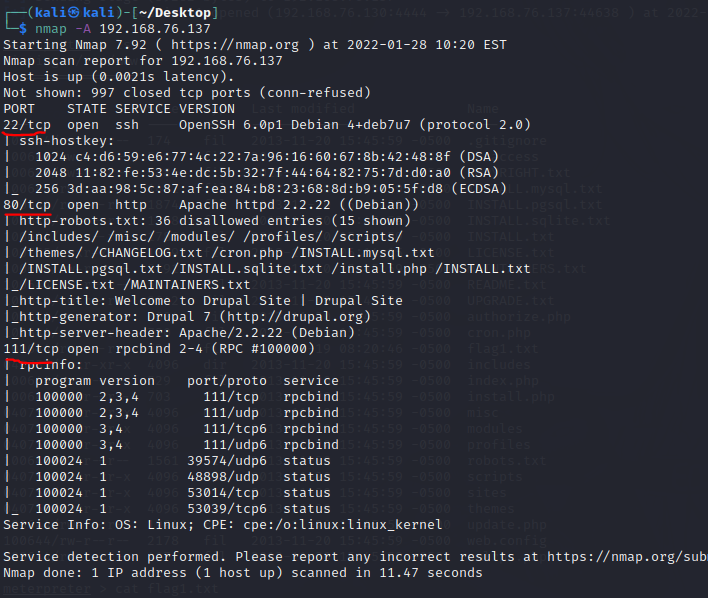 ┌──(kali㉿kali)-[~/Desktop]
└─$ nmap -A 192.168.76.137
Starting Nmap 7.92 ( https://nmap.org ) at 2022-01-28 10:20 EST
Nmap scan report for 192.168.76.137
Host is up (0.0021s latency).
Not shown: 997 closed tcp ports (conn-refused)
PORT    STATE SERVICE VERSION
22/tcp  open  ssh     OpenSSH 6.0p1 Debian 4+deb7u7 (protocol 2.0)
| ssh-hostkey:
|   1024 c4:d6:59:e6:77:4c:22:7a:96:16:60:67:8b:42:48:8f (DSA)
|   2048 11:82:fe:53:4e:dc:5b:32:7f:44:64:82:75:7d:d0:a0 (RSA)
|_  256 3d:aa:98:5c:87:af:ea:84:b8:23:68:8d:b9:05:5f:d8 (ECDSA)
80/tcp  open  http    Apache httpd 2.2.22 ((Debian))
| http-robots.txt: 36 disallowed entries (15 shown)
| /includes/ /misc/ /modules/ /profiles/ /scripts/
| /themes/ /CHANGELOG.txt /cron.php /INSTALL.mysql.txt
| /INSTALL.pgsql.txt /INSTALL.sqlite.txt /install.php /INSTALL.txt
|_/LICENSE.txt /MAINTAINERS.txt
|_http-title: Welcome to Drupal Site | Drupal Site
|_http-generator: Drupal 7 (http://drupal.org)
|_http-server-header: Apache/2.2.22 (Debian)
111/tcp open  rpcbind 2-4 (RPC #100000)
| rpcinfo:
|   program version    port/proto  service
|   100000  2,3,4        111/tcp   rpcbind
|   100000  2,3,4        111/udp   rpcbind
|   100000  3,4          111/tcp6  rpcbind
|   100000  3,4          111/udp6  rpcbind
|   100024  1          39574/udp6  status
|   100024  1          48898/udp   status
|   100024  1          53014/tcp   status
|_  100024  1          53039/tcp6  status
Service Info: OS: Linux; CPE: cpe:/o:linux:linux_kernel
Service detection performed. Please report any incorrect results at https://nmap.org/sub
Nmap done: 1 IP address (1 host up) scanned in 11.47 seconds
meterpreter > cat flag1.txt